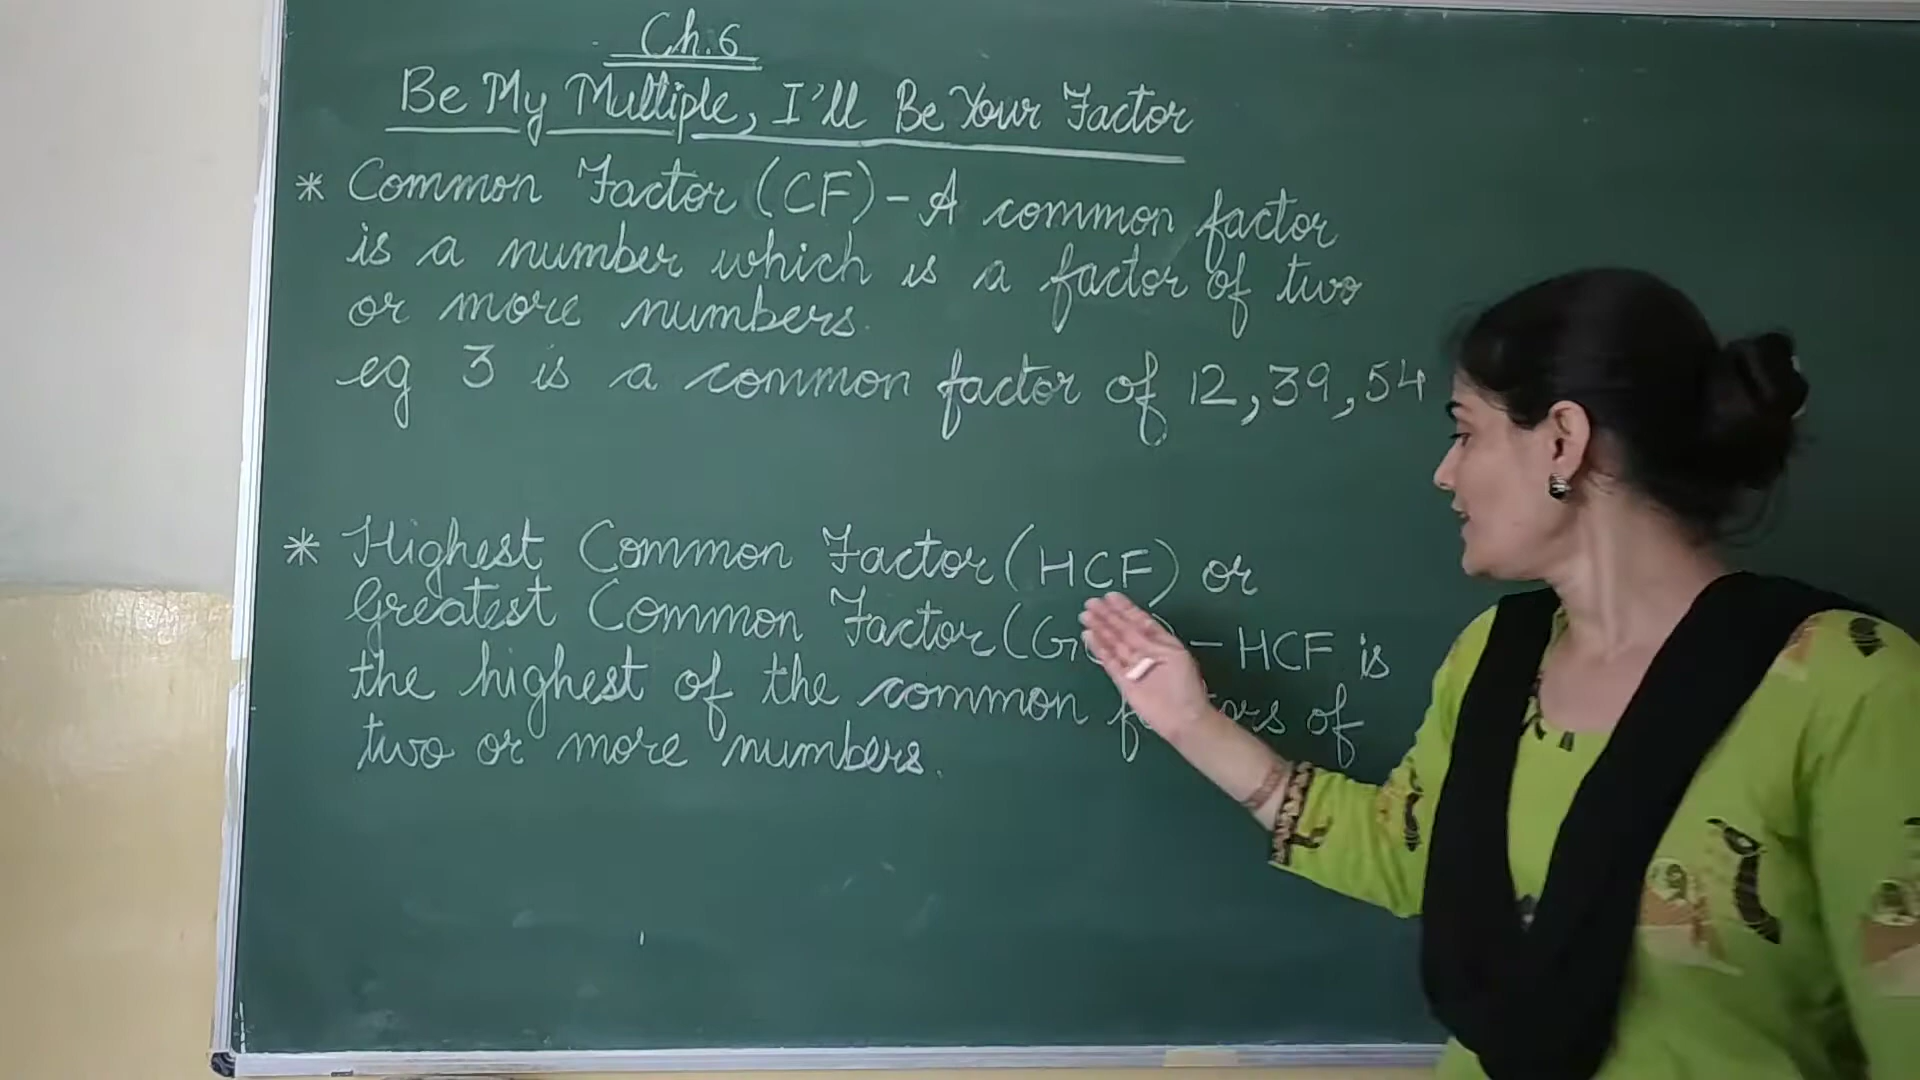 Ch.6
Be My Multiple, I'll Be Your Factor
* Common Factor (CF) - A common factor
is a number which is a factor of two
or more numbers.
eg 3 is a common factor of 12, 39, 54
* Highest Common Factor (HCF) or
Greatest Common Factor (G - HCF is
the highest of the common of
two or more numbers.